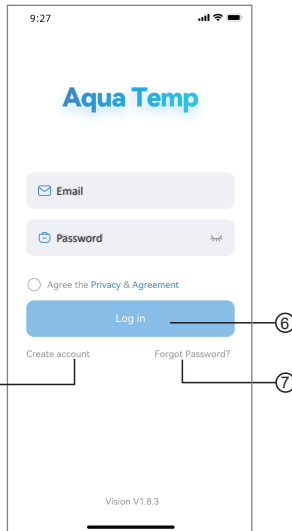 9:27
Aqua Temp
Email
Password
Agree the Privacy & Agreement
Log in
⑥
Create account Forgot Password?
⑦
Vision V1.8.3